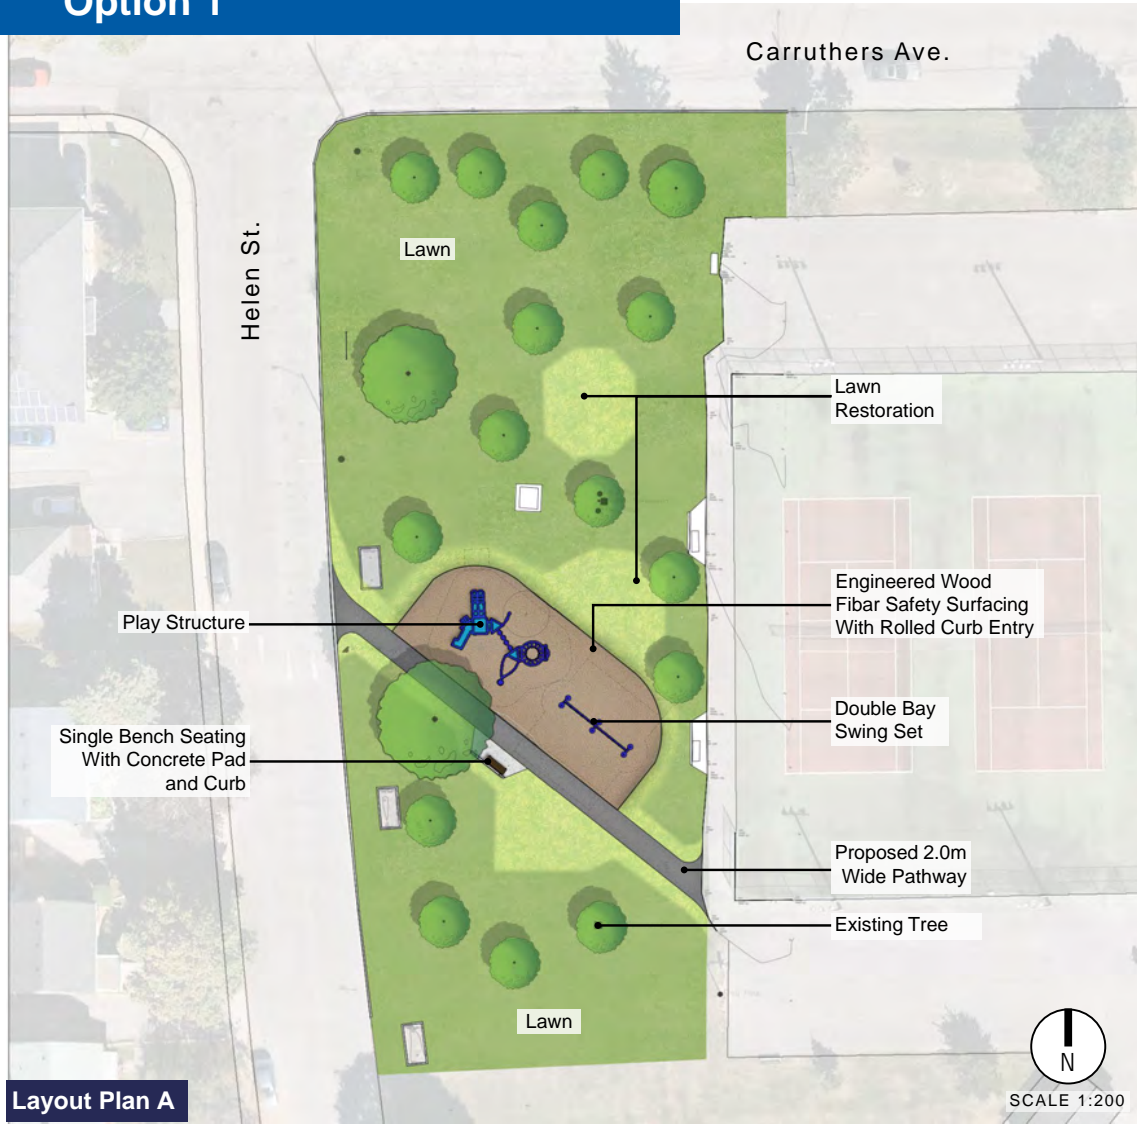 Option 1
Carruthers Ave.
Helen St.
Lawn
Lawn
Restoration
Engineered Wood
Fibar Safety Surfacing
With Rolled Curb Entry
Play Structure
Double Bay
Swing Set
Single Bench Seating
With Concrete Pad
and Curb
Proposed 2.0m
Wide Pathway
Existing Tree
Lawn
N
SCALE 1:200
Layout Plan A